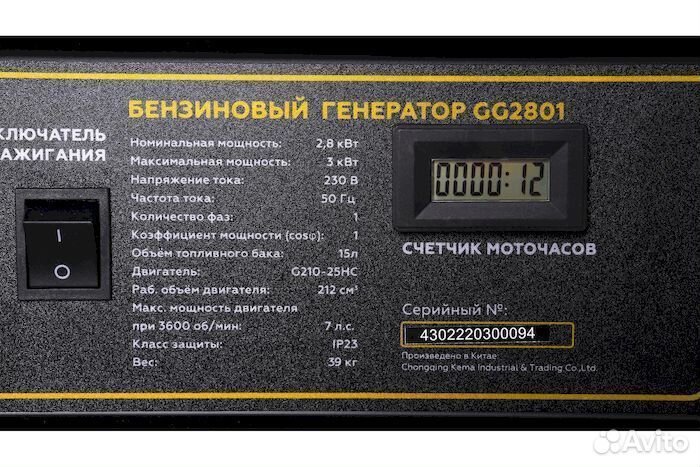 БЕНЗИНОВЫЙ ГЕНЕРАТОР GG2801
КЛЮЧАТЕЛЬ
АЖИГАНИЯ
I
O
Номинальная мощность: 2,8 кВт
Максимальная мощность: 3 кВт
Напряжение тока: 230 В
Частота тока: 50 Гц
Количество фаз: 1
Коэффициент мощности (cosφ): 1
Объём топливного бака: 15л
Двигатель: G210-25HC
Раб. объём двигателя: 212 см³
Макс. мощность двигателя
при 3600 об/мин: 7 л.с.
Класс защиты: IP23
Вес: 39 кг
0000:12
СЧЕТЧИК МОТОЧАСОВ
Серийный №:
4302220300094
Произведено в Китае
Chongqing Kema Industrial & Trading Co.,Ltd.
Avito